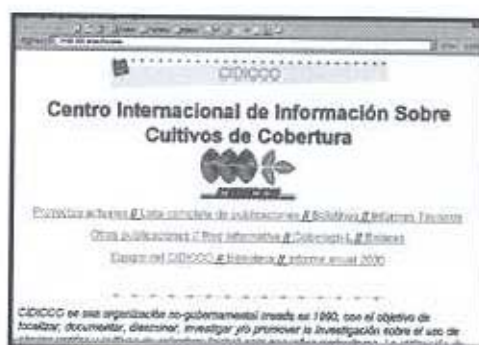 CIDICCO
Centro Internacional de Información Sobre
Cultivos de Cobertura
CIDICCO
Proyectos actuales // Lista completa de publicaciones // Boletines // Informes Técnicos
Otras publicaciones // Red Informativa // Cobertura-L // Enlaces
Equipo del CIDICCO // Biblioteca // Informe anual 2000
CIDICCO es una organización no-gubernamental creada en 1990, con el objetivo de
localizar, documentar, diseminar, investigar y/o promover la investigación sobre el uso de